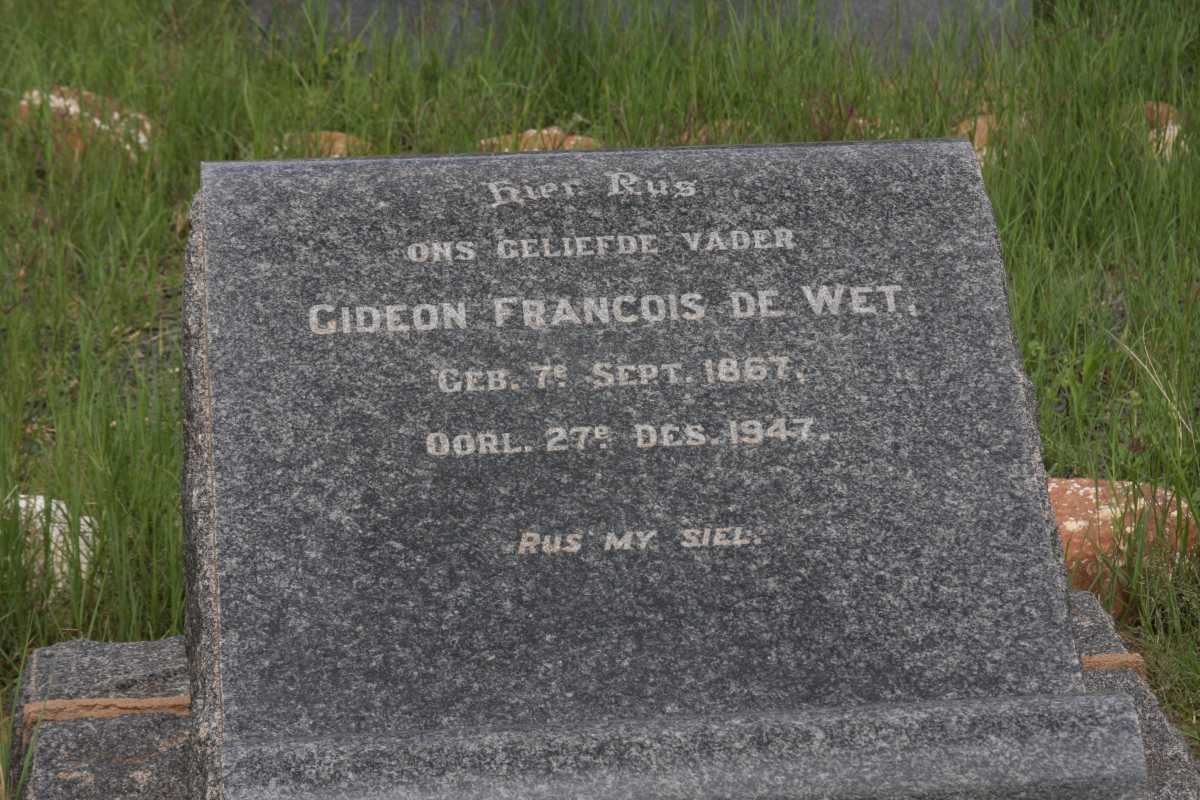 Hier Rus
ONS GELIEFDE VADER
GIDEON FRANCOIS DE WET.
GEB. 7e SEPT. 1867.
OORL. 27e DES. 1947.
RUS MY SIEL.